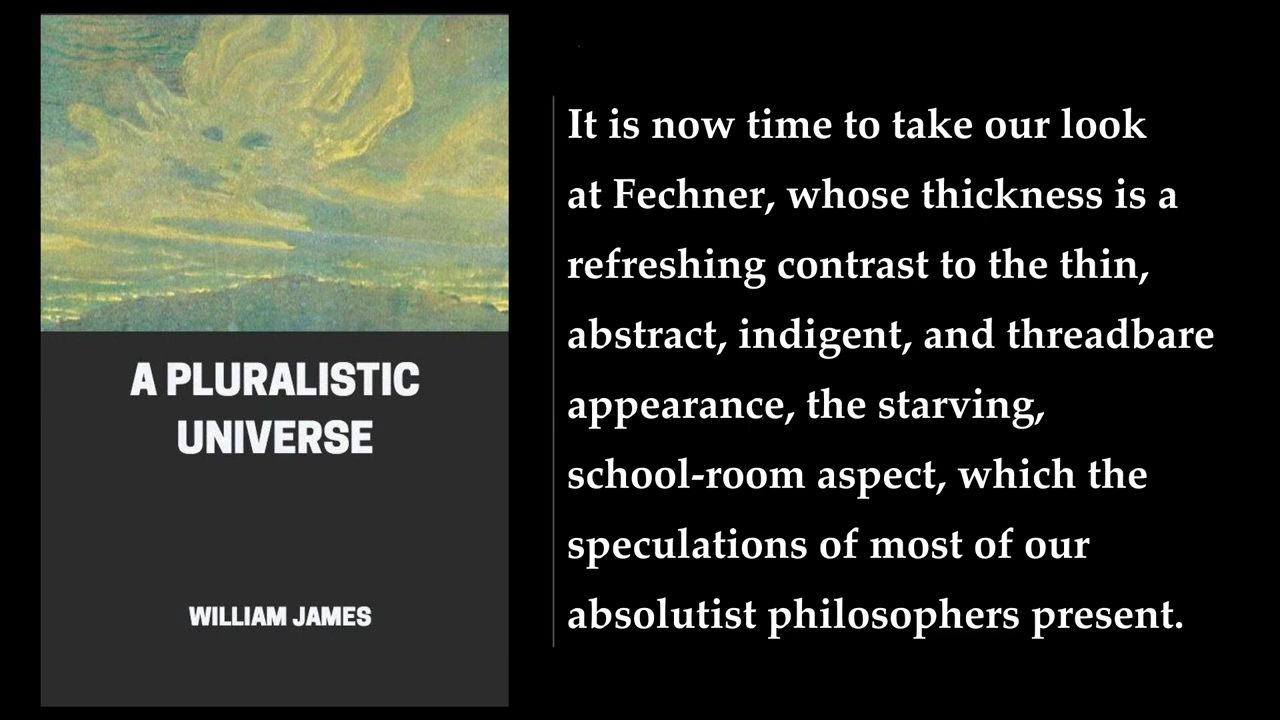 A PLURALISTIC
UNIVERSE
WILLIAM JAMES
It is now time to take our look
at Fechner, whose thickness is a
refreshing contrast to the thin,
abstract, indigent, and threadbare
appearance, the starving,
school-room aspect, which the
speculations of most of our
absolutist philosophers present.